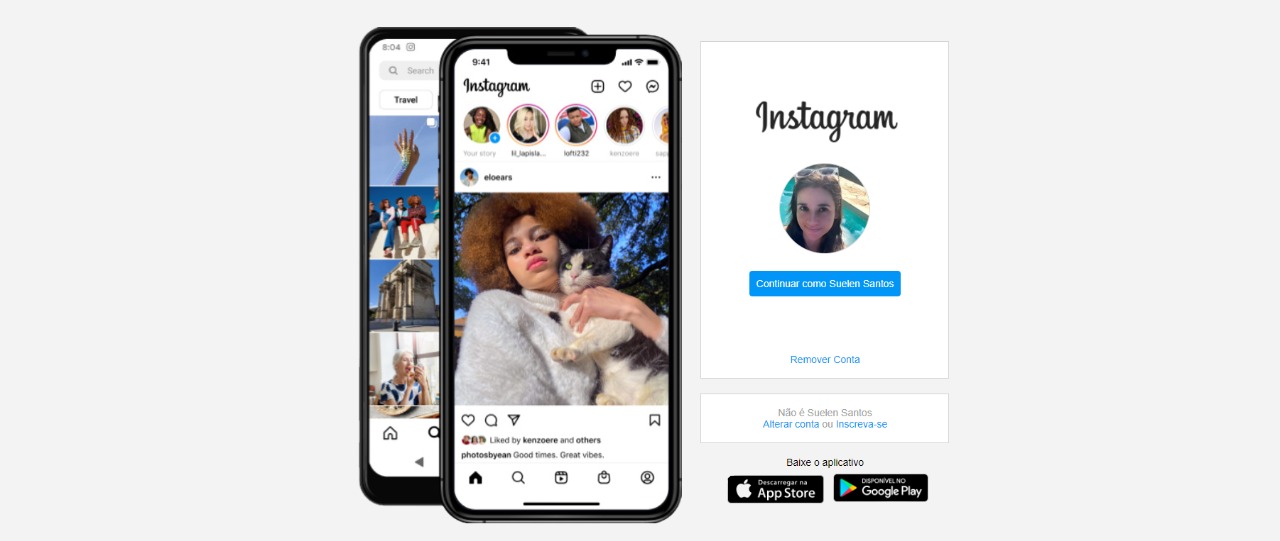 8:04
Search
Travel
9:41
Instagram
Your story
lil_lapisla...
lofti232
kenzoere
eloears
Liked by kenzoere and others
photosbyean Good times. Great vibes.
Instagram
Continuar como Suelen Santos
Remover Conta
Não é Suelen Santos
Alterar conta ou Inscreva-se
Baixe o aplicativo
Descarregar na
App Store
DISPONÍVEL NO
Google Play